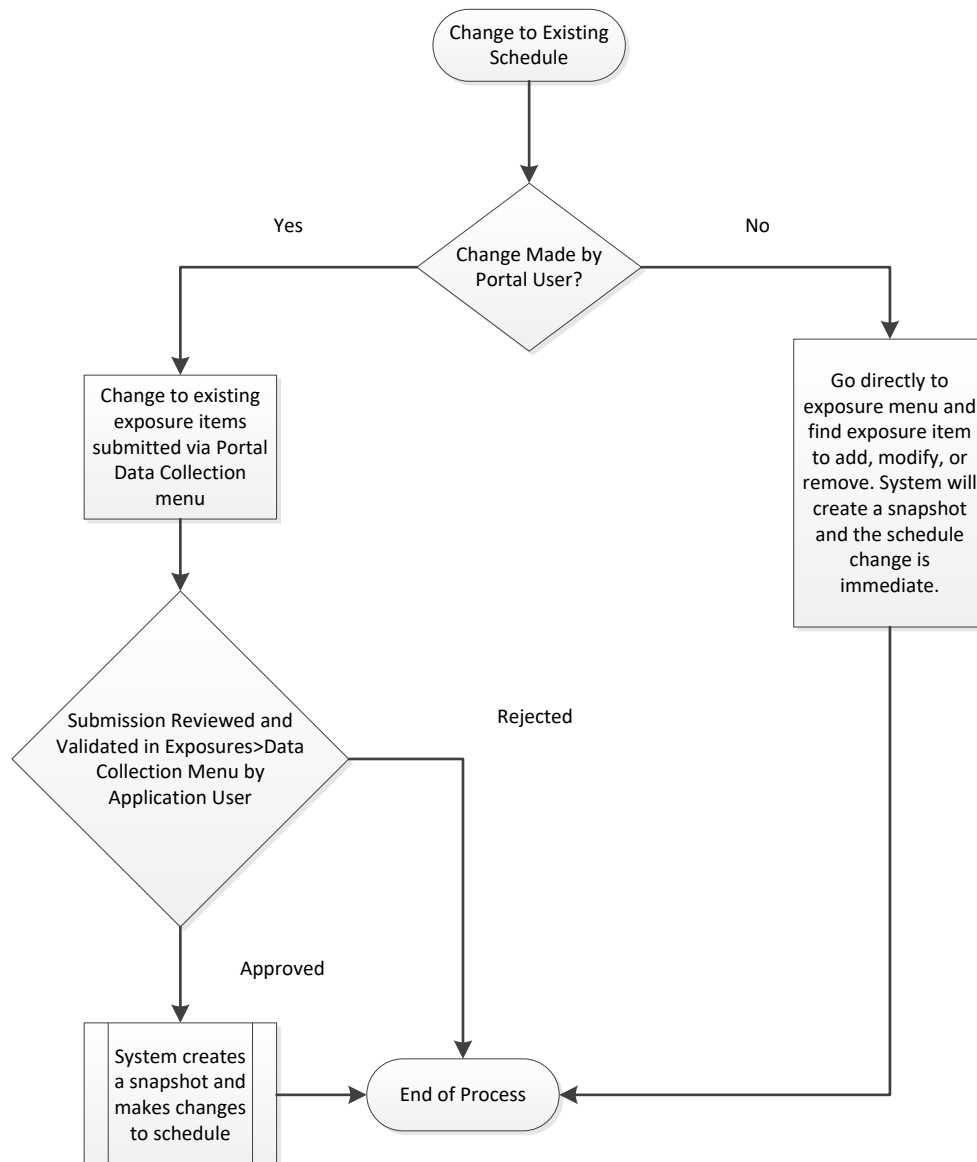 Change to Existing
Schedule
Yes
No
Change Made by
Portal User?
Change to existing
exposure items
submitted via Portal
Data Collection
menu
Go directly to
exposure menu and
find exposure item
to add, modify, or
remove. System will
create a snapshot
and the schedule
change is
immediate.
Submission Reviewed and
Validated in Exposures>Data
Collection Menu by
Application User
Rejected
Approved
System creates
a snapshot and
makes changes
to schedule
End of Process